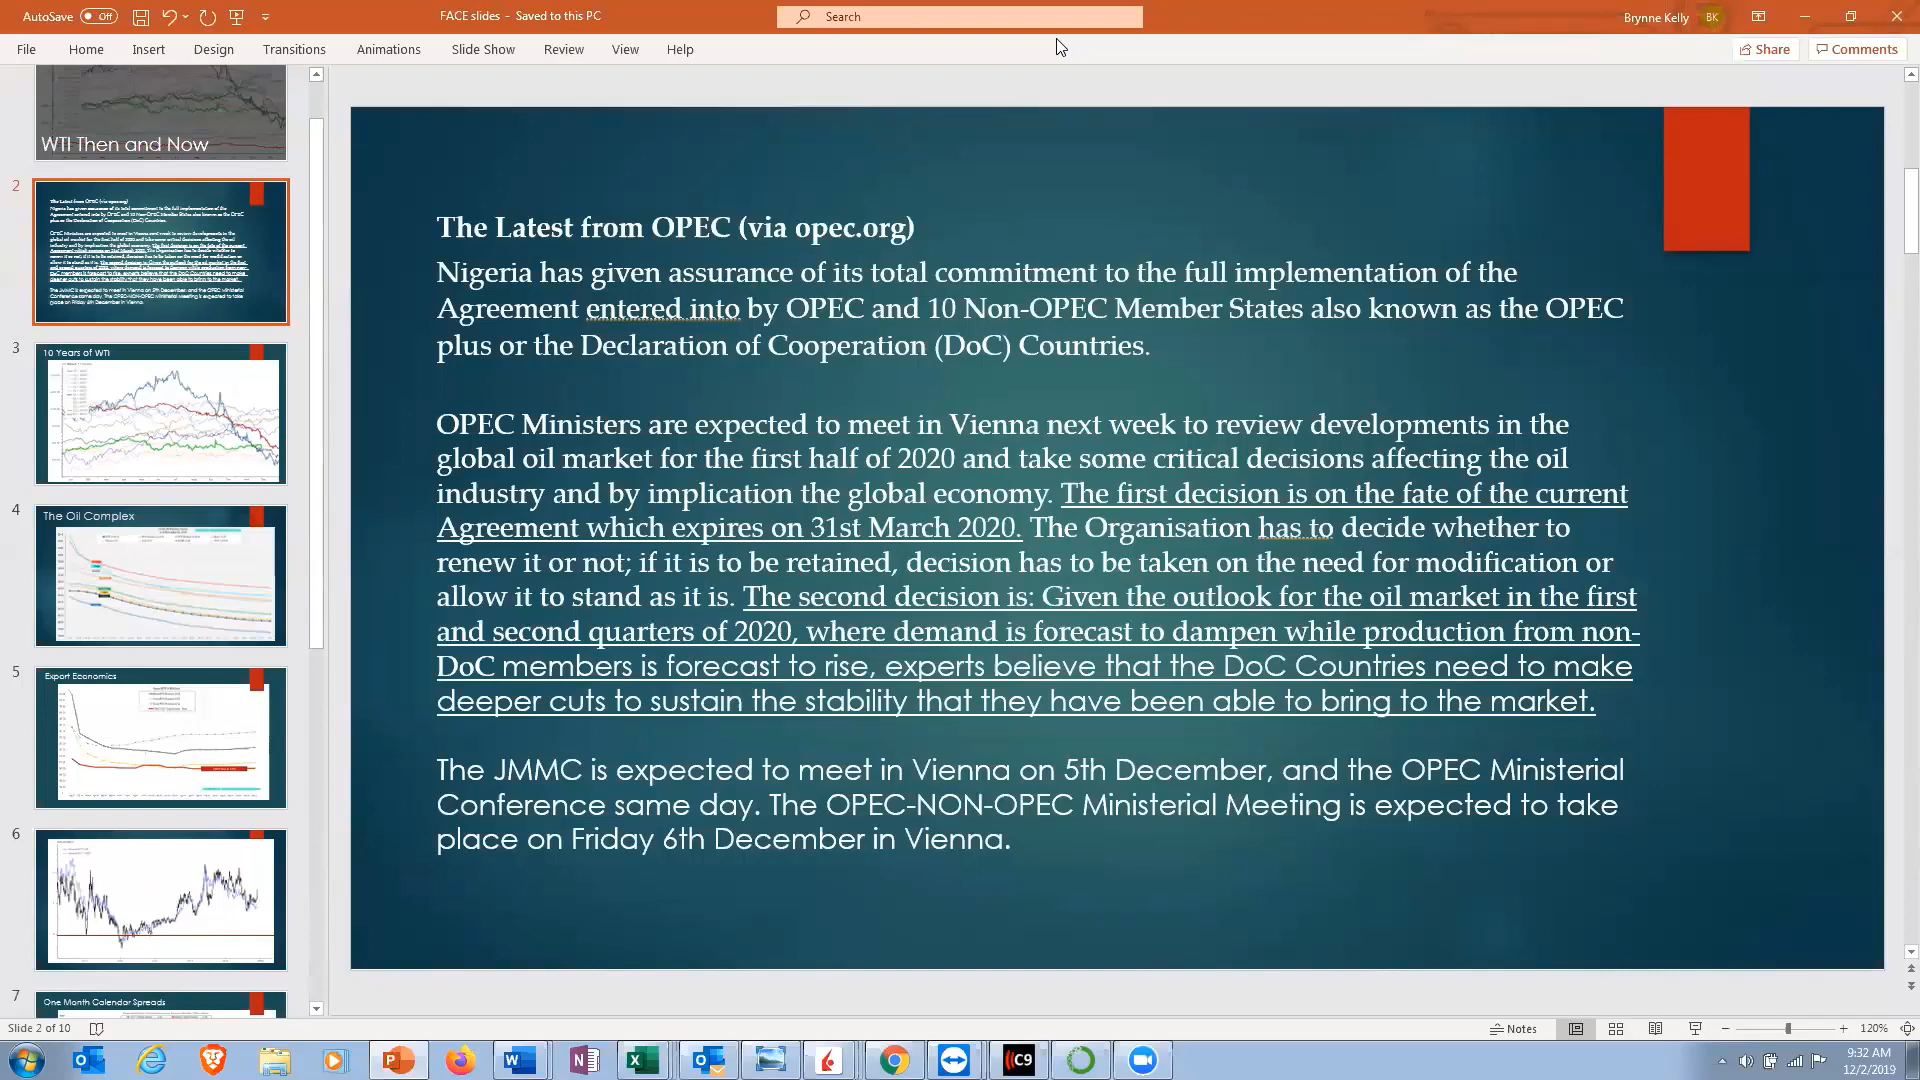 AutoSave Off
FACE slides - Saved to this PC
Search
Brynne Kelly BK
File Home Insert Design Transitions Animations Slide Show Review View Help
Share Comments
WTI Then and Now
2
3
10 Years of WTI
4
The Oil Complex
5
Export Economics
6
7
One Month Calendar Spreads
The Latest from OPEC (via opec.org)
Nigeria has given assurance of its total commitment to the full implementation of the
Agreement entered into by OPEC and 10 Non-OPEC Member States also known as the OPEC
plus or the Declaration of Cooperation (DoC) Countries.
OPEC Ministers are expected to meet in Vienna next week to review developments in the
global oil market for the first half of 2020 and take some critical decisions affecting the oil
industry and by implication the global economy. The first decision is on the fate of the current
Agreement which expires on 31st March 2020. The Organisation has to decide whether to
renew it or not; if it is to be retained, decision has to be taken on the need for modification or
allow it to stand as it is. The second decision is: Given the outlook for the oil market in the first
and second quarters of 2020, where demand is forecast to dampen while production from non-
DoC members is forecast to rise, experts believe that the DoC Countries need to make
deeper cuts to sustain the stability that they have been able to bring to the market.
The JMMC is expected to meet in Vienna on 5th December, and the OPEC Ministerial
Conference same day. The OPEC-NON-OPEC Ministerial Meeting is expected to take
place on Friday 6th December in Vienna.
Slide 2 of 10
Notes
120%
C9
9:32 AM
12/2/2019